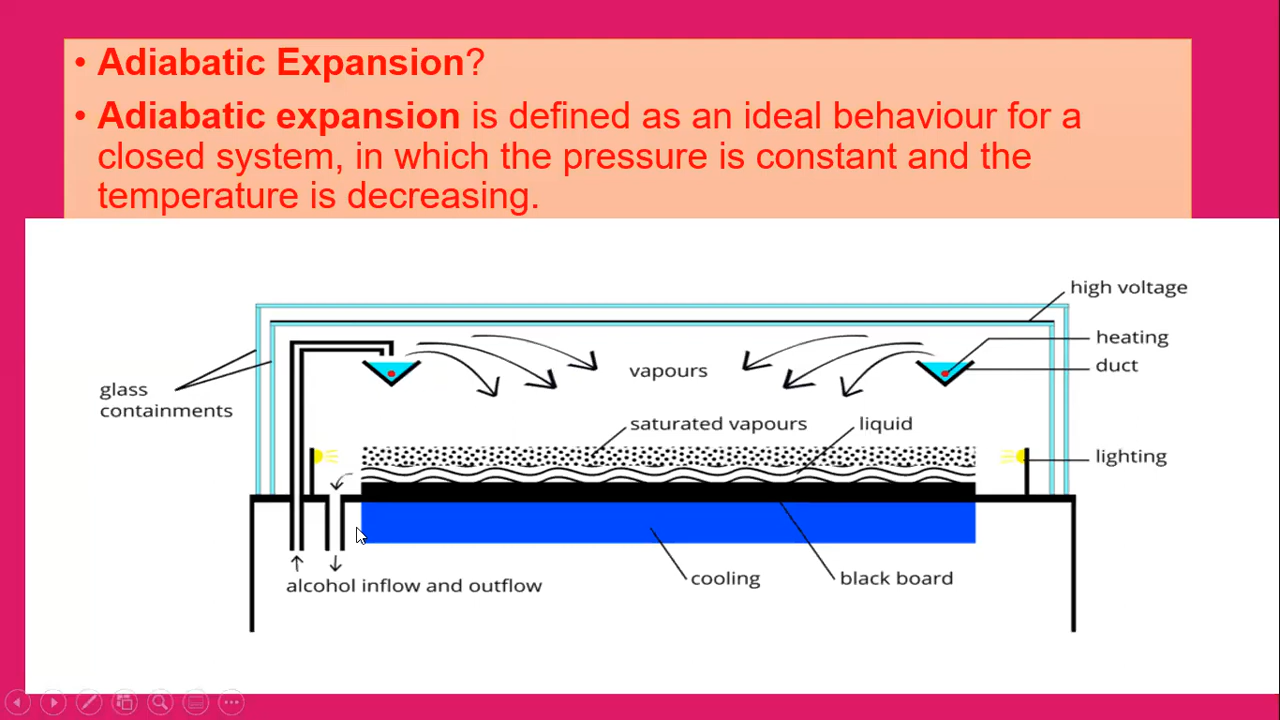 • Adiabatic Expansion?
• Adiabatic expansion is defined as an ideal behaviour for a
closed system, in which the pressure is constant and the
temperature is decreasing.
high voltage
heating
duct
vapours
glass
containments
saturated vapours
liquid
lighting
cooling
black board
alcohol inflow and outflow